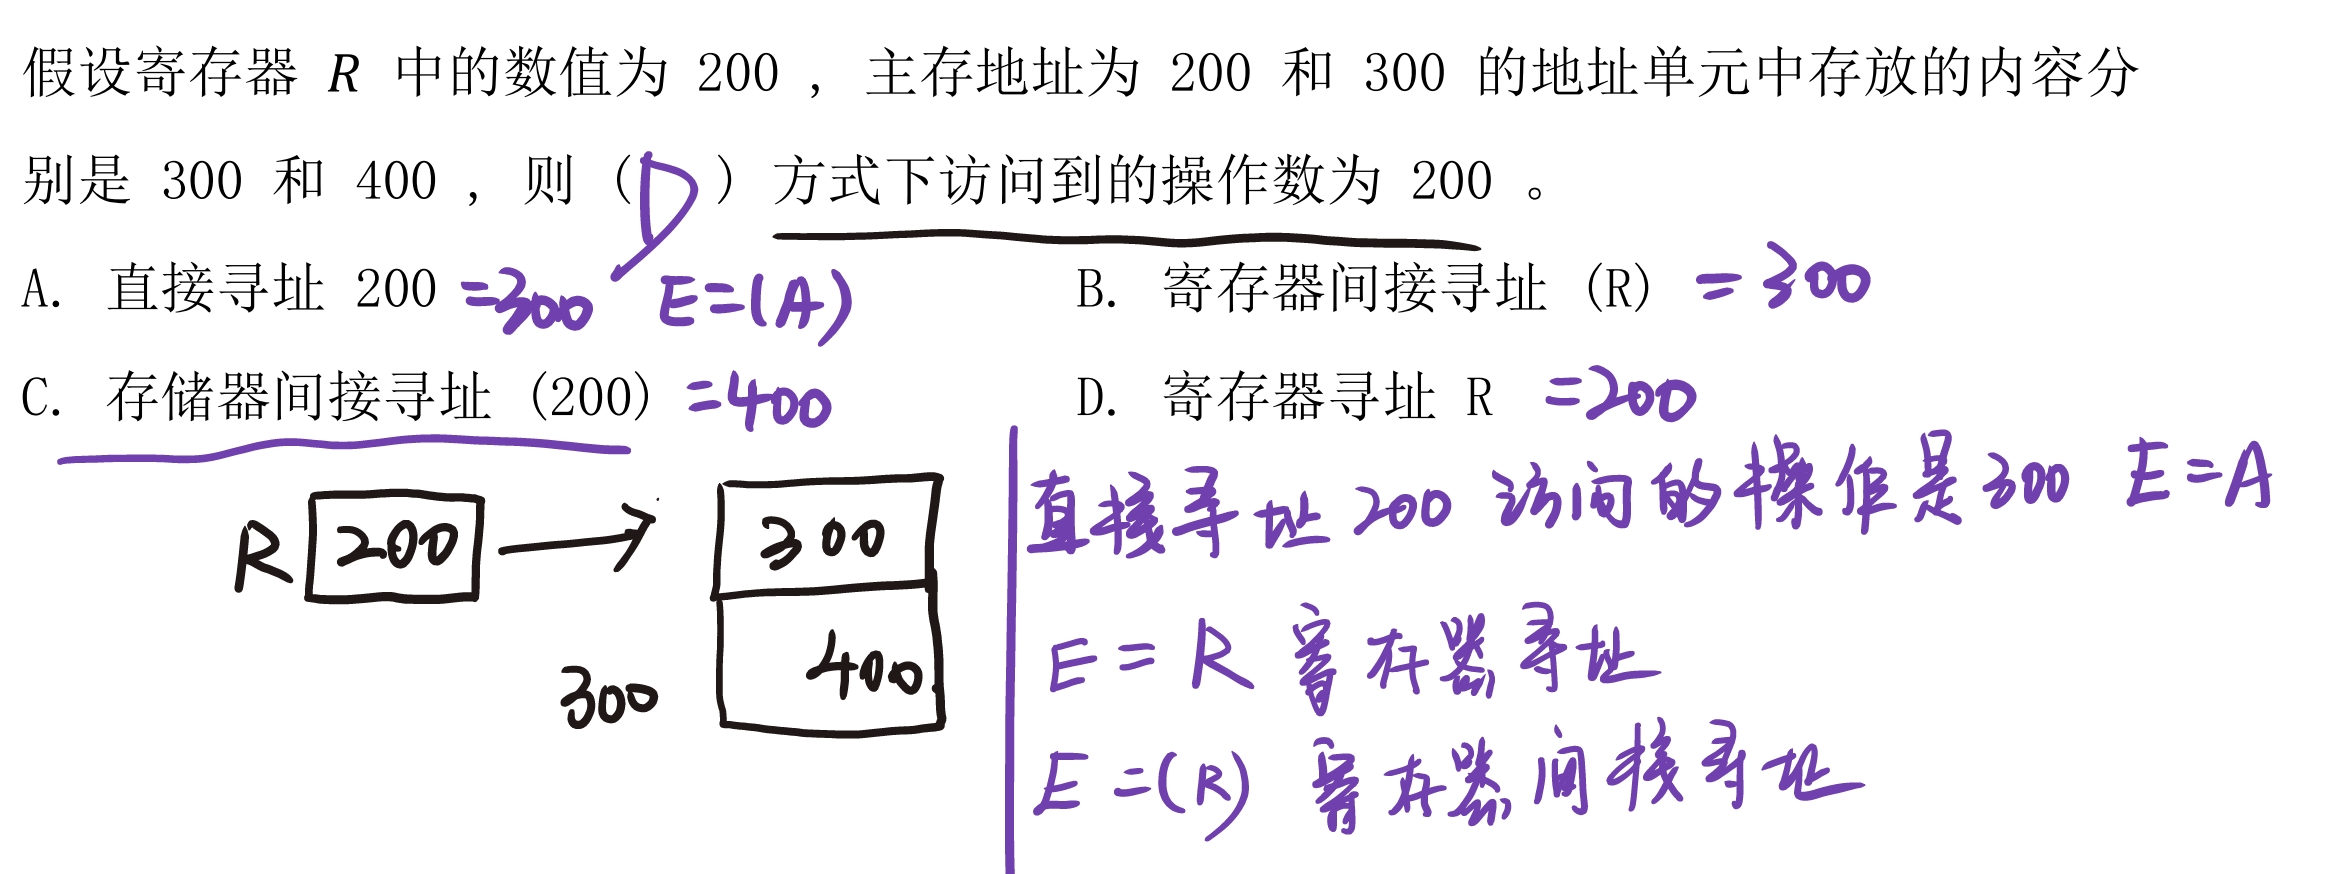 假设寄存器 R 中的数值为 200 ，主存地址为 200 和 300 的地址单元中存放的内容分
别是 300 和 400 ，则（D）方式下访问到的操作数为 200 。
A. 直接寻址 200 =300 E=(A)
B. 寄存器间接寻址 (R) =300
C. 存储器间接寻址 (200) =400
D. 寄存器寻址 R =200
R 200 → 300
300 400
直接寻址 200 访问的操作是300 E=A
E=R 寄存器寻址
E=(R) 寄存器间接寻址